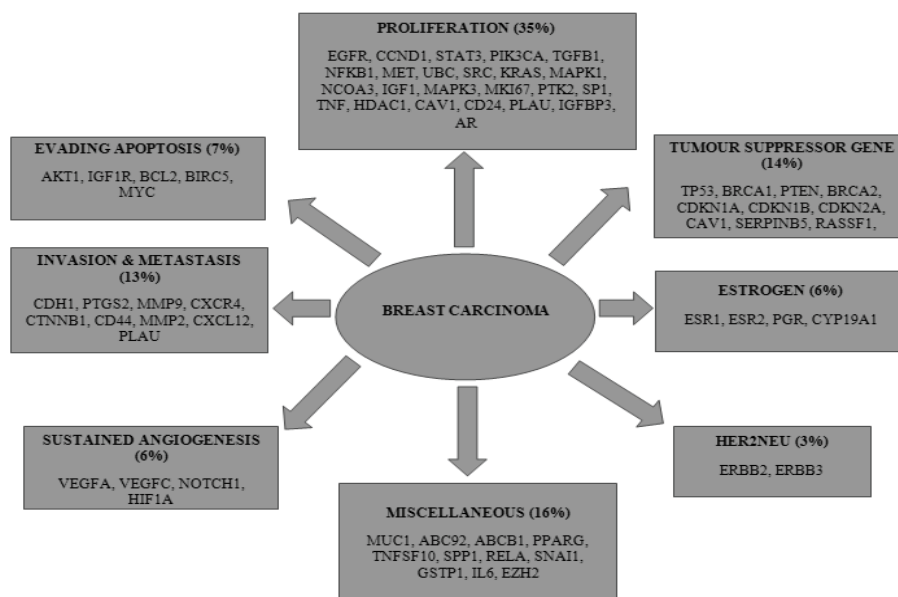 PROLIFERATION (35%)
EGFR, CCND1, STAT3, PIK3CA, TGFB1,
NFKB1, MET, UBC, SRC, KRAS, MAPK1,
NCOA3, IGF1, MAPK3, MKI67, PTK2, SP1,
TNF, HDAC1, CAV1, CD24, PLAU, IGFBP3,
AR
EVADING APOPTOSIS (7%)
AKT1, IGF1R, BCL2, BIRC5,
MYC
TUMOUR SUPPRESSOR GENE
(14%)
TP53, BRCA1, PTEN, BRCA2,
CDKN1A, CDKN1B, CDKN2A,
CAV1, SERPINB5, RASSF1,
INVASION & METASTASIS
(13%)
CDH1, PTGS2, MMP9, CXCR4,
CTNNB1, CD44, MMP2, CXCL12,
PLAU
BREAST CARCINOMA
ESTROGEN (6%)
ESR1, ESR2, PGR, CYP19A1
SUSTAINED ANGIOGENESIS
(6%)
VEGFA, VEGFC, NOTCH1,
HIF1A
HER2NEU (3%)
ERBB2, ERBB3
MISCELLANEOUS (16%)
MUC1, ABC92, ABCB1, PPARG,
TNFSF10, SPP1, RELA, SNAI1,
GSTP1, IL6, EZH2